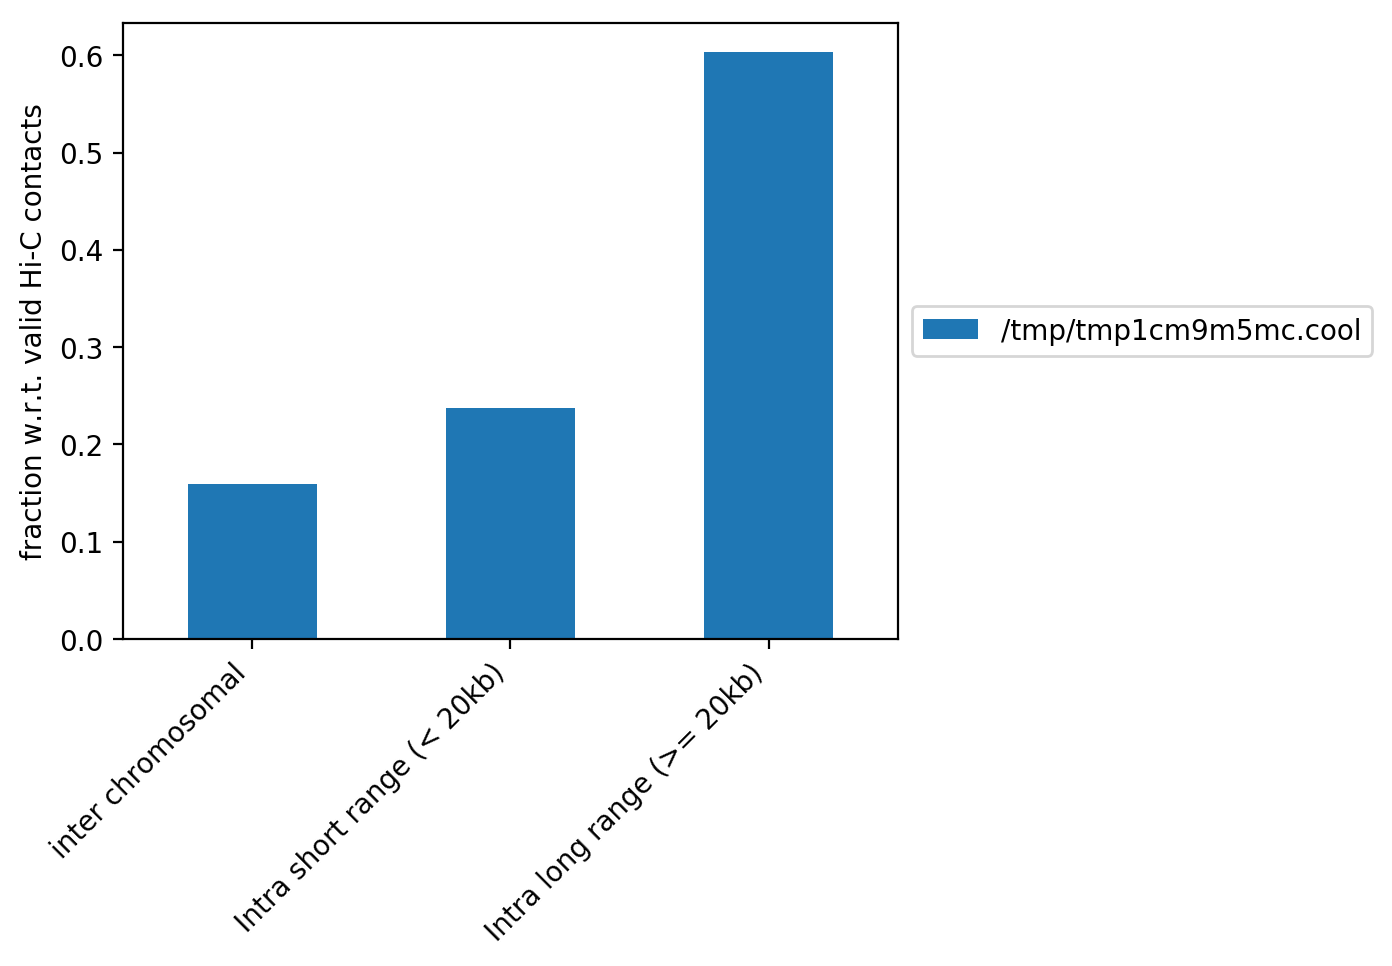 fraction w.r.t. valid Hi-C contacts
0.6
0.5
0.4
0.3
0.2
0.1
0.0
inter chromosomal
Intra short range (< 20kb)
Intra long range (>= 20kb)
/tmp/tmp1cm9m5mc.cool